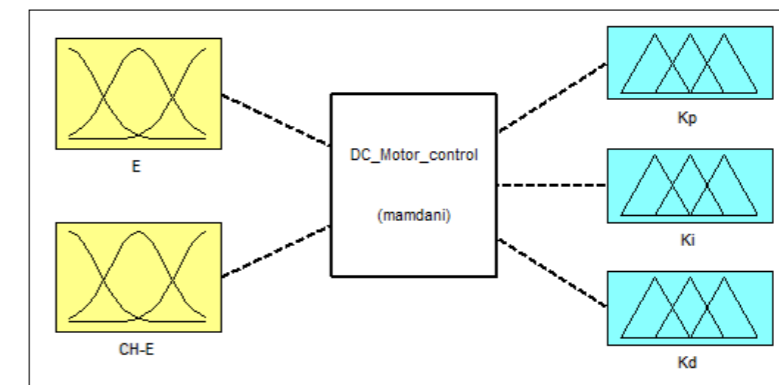 E
CH-E
DC_Motor_control
(mamdani)
Kp
Ki
Kd